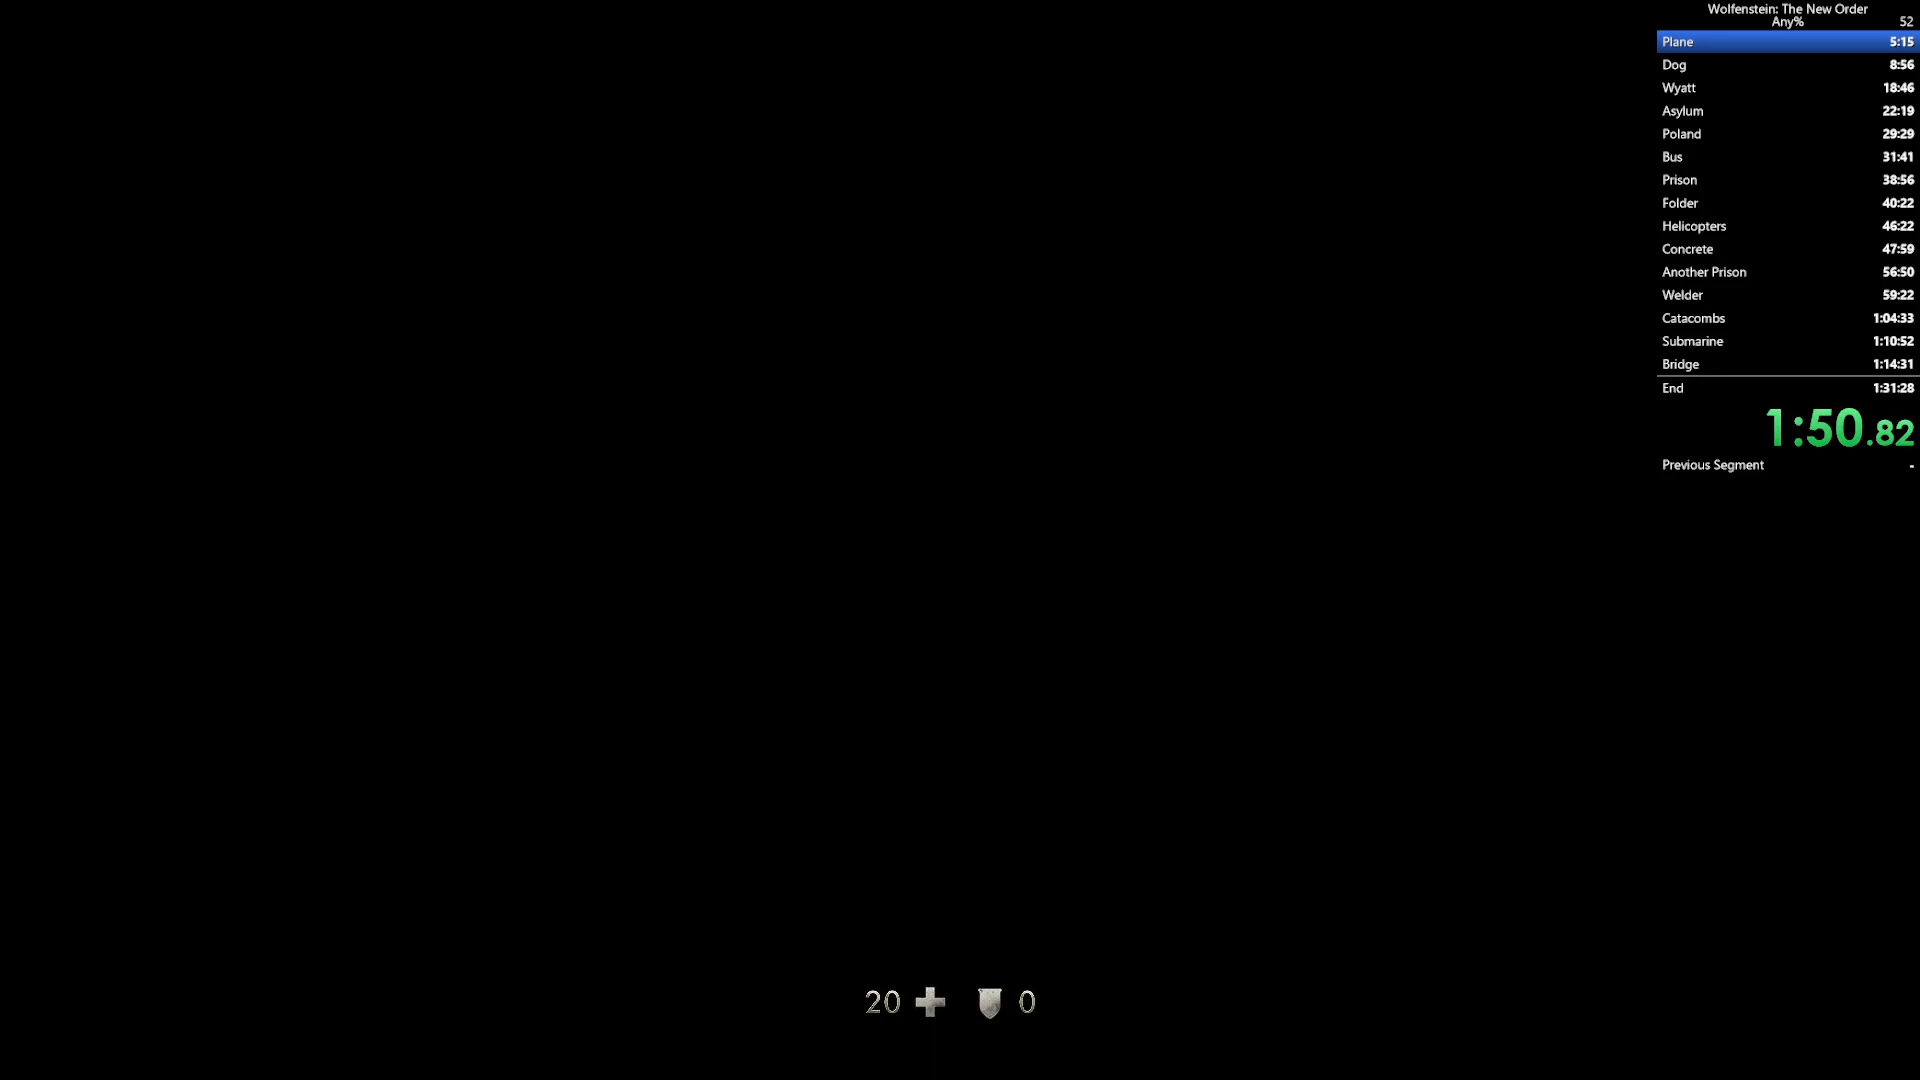 Wolfenstein: The New Order
Any% 52
Plane 5:15
Dog 8:56
Wyatt 18:46
Asylum 22:19
Poland 29:29
Bus 31:41
Prison 38:56
Folder 40:22
Helicopters 46:22
Concrete 47:59
Another Prison 56:50
Welder 59:22
Catacombs 1:04:33
Submarine 1:10:52
Bridge 1:14:31
End 1:31:28
1:50.82
Previous Segment -
20 0